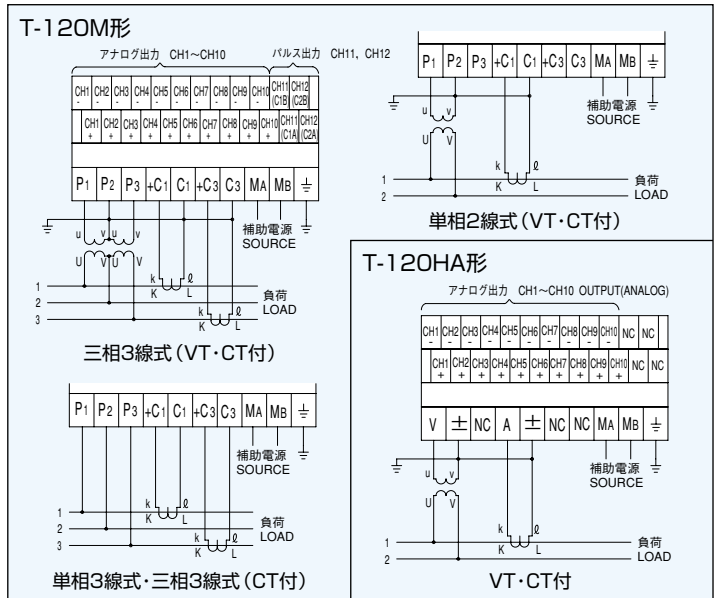 T-120M形
アナログ出力 CH1～CH10 パルス出力 CH11, CH12
CH1 - CH2 - CH3 - CH4 - CH5 - CH6 - CH7 - CH8 - CH9 - CH10 - CH11 (C1B) CH12 (C2B)
CH1 + CH2 + CH3 + CH4 + CH5 + CH6 + CH7 + CH8 + CH9 + CH10 + CH11 (C1A) CH12 (C2A)
P1 P2 P3 +C1 C1 +C3 C3 MA MB ⏚
u v u v
U V U V
補助電源
SOURCE
k ℓ
K L
k ℓ
K L
1
2
3
負荷
LOAD
三相3線式(VT・CT付)
P1 P2 P3 +C1 C1 +C3 C3 MA MB ⏚
補助電源
SOURCE
k ℓ
K L
k ℓ
K L
1
2
3
負荷
LOAD
単相3線式・三相3線式(CT付)
P1 P2 P3 +C1 C1 +C3 C3 MA MB ⏚
u v
U V
補助電源
SOURCE
k ℓ
K L
1
2
負荷
LOAD
単相2線式(VT・CT付)
T-120HA形
アナログ出力 CH1～CH10 OUTPUT(ANALOG)
CH1 - CH2 - CH3 - CH4 - CH5 - CH6 - CH7 - CH8 - CH9 - CH10 - NC NC
CH1 + CH2 + CH3 + CH4 + CH5 + CH6 + CH7 + CH8 + CH9 + CH10 + NC NC
V ± NC A ± NC NC MA MB ⏚
u v
U V
補助電源
SOURCE
k ℓ
K L
1
2
負荷
LOAD
VT・CT付